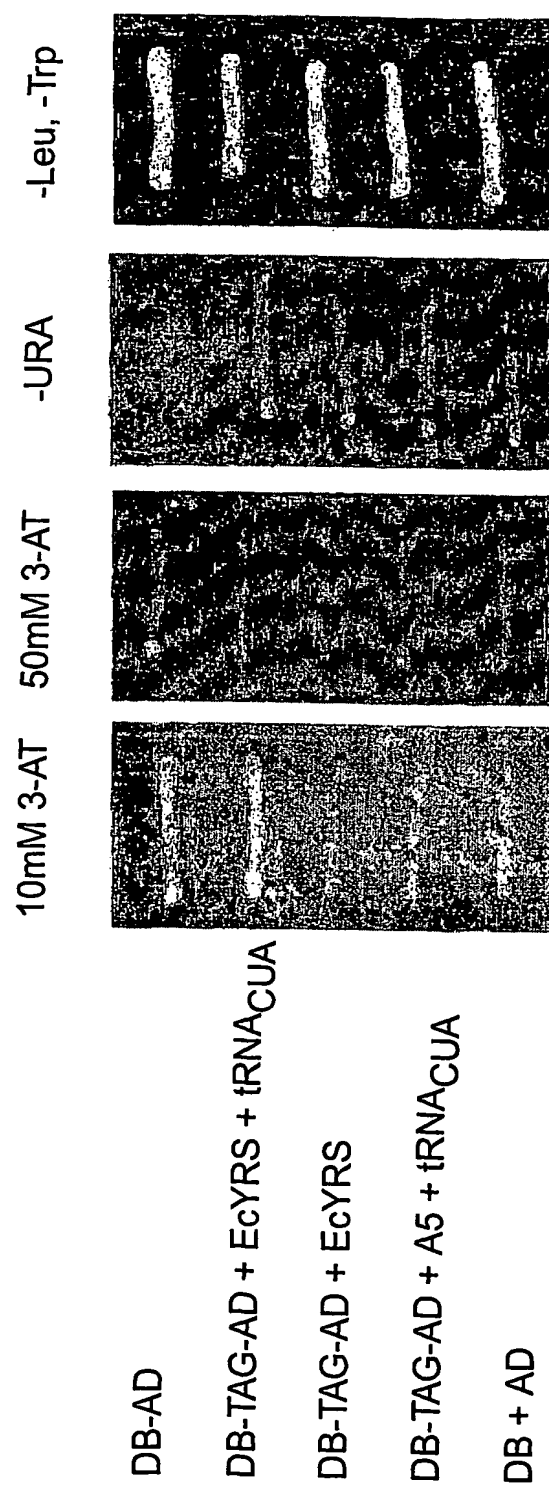 10mM 3-AT
50mM 3-AT
-URA
-Leu, -Trp
DB-AD
DB-TAG-AD + EcYRS + tRNACUA
DB-TAG-AD + EcYRS
DB-TAG-AD + A5 + tRNACUA
DB + AD